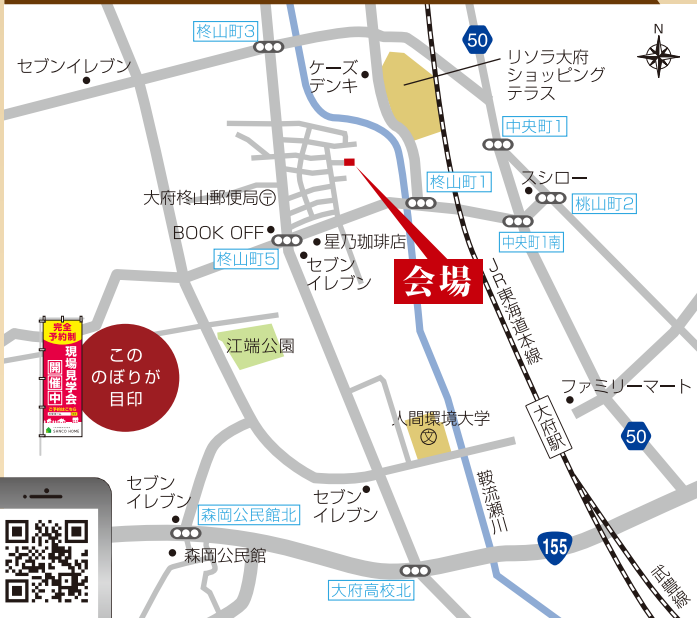 柊山町3
50
N
セブンイレブン
ケーズ
デンキ
リソラ大府
ショッピング
テラス
中央町1
スシロー
柊山町1
桃山町2
大府柊山郵便局
BOOK OFF
星乃珈琲店
中央町1南
柊山町5
セブン
イレブン
会場
JR東海道本線
完全
予約制
現場見学会
開催中
この
のぼりが
目印
江端公園
ファミリーマート
人間環境大学
文
大府駅
50
セブン
イレブン
セブン
イレブン
鞍流瀬川
森岡公民館北
森岡公民館
155
大府高校北
武豊線
SANCO HOME